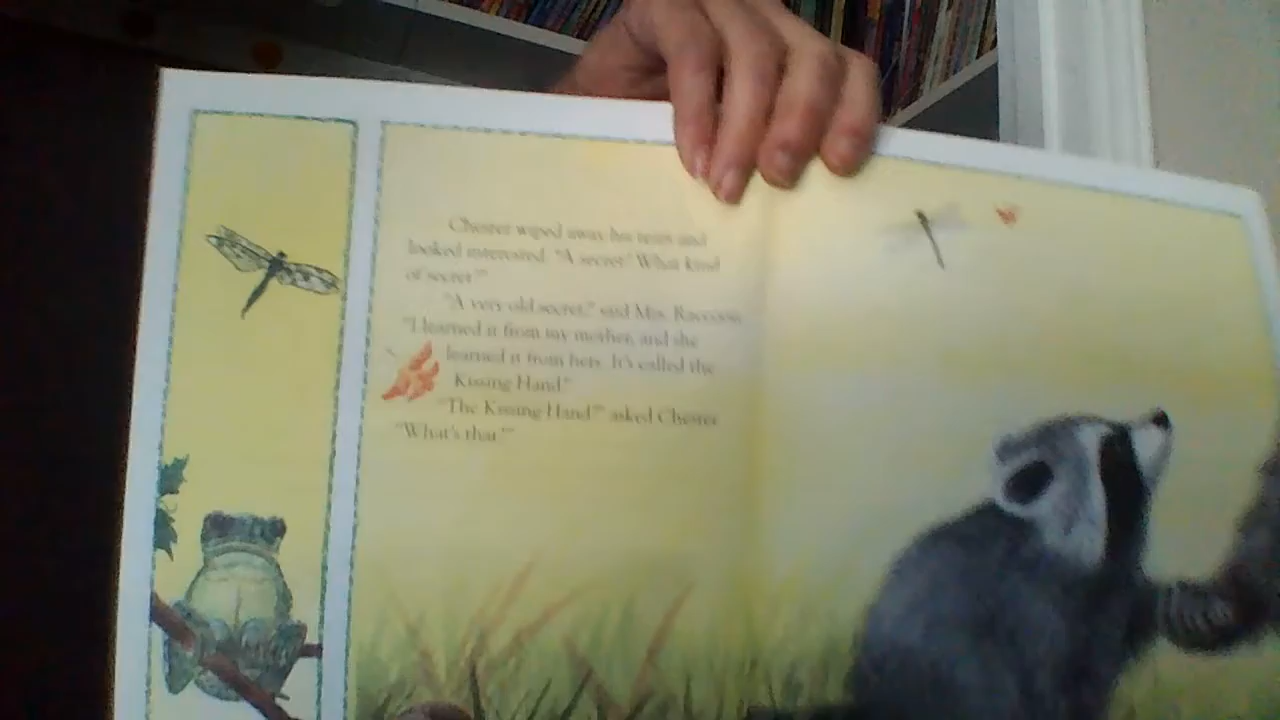 Chester wiped away his tears and
looked interested. "A secret? What kind
of secret?"
"A very old secret," said Mrs. Raccoon.
"I learned it from my mother, and she
learned it from hers. It's called the
Kissing Hand."
"The Kissing Hand?" asked Chester.
"What's that?"